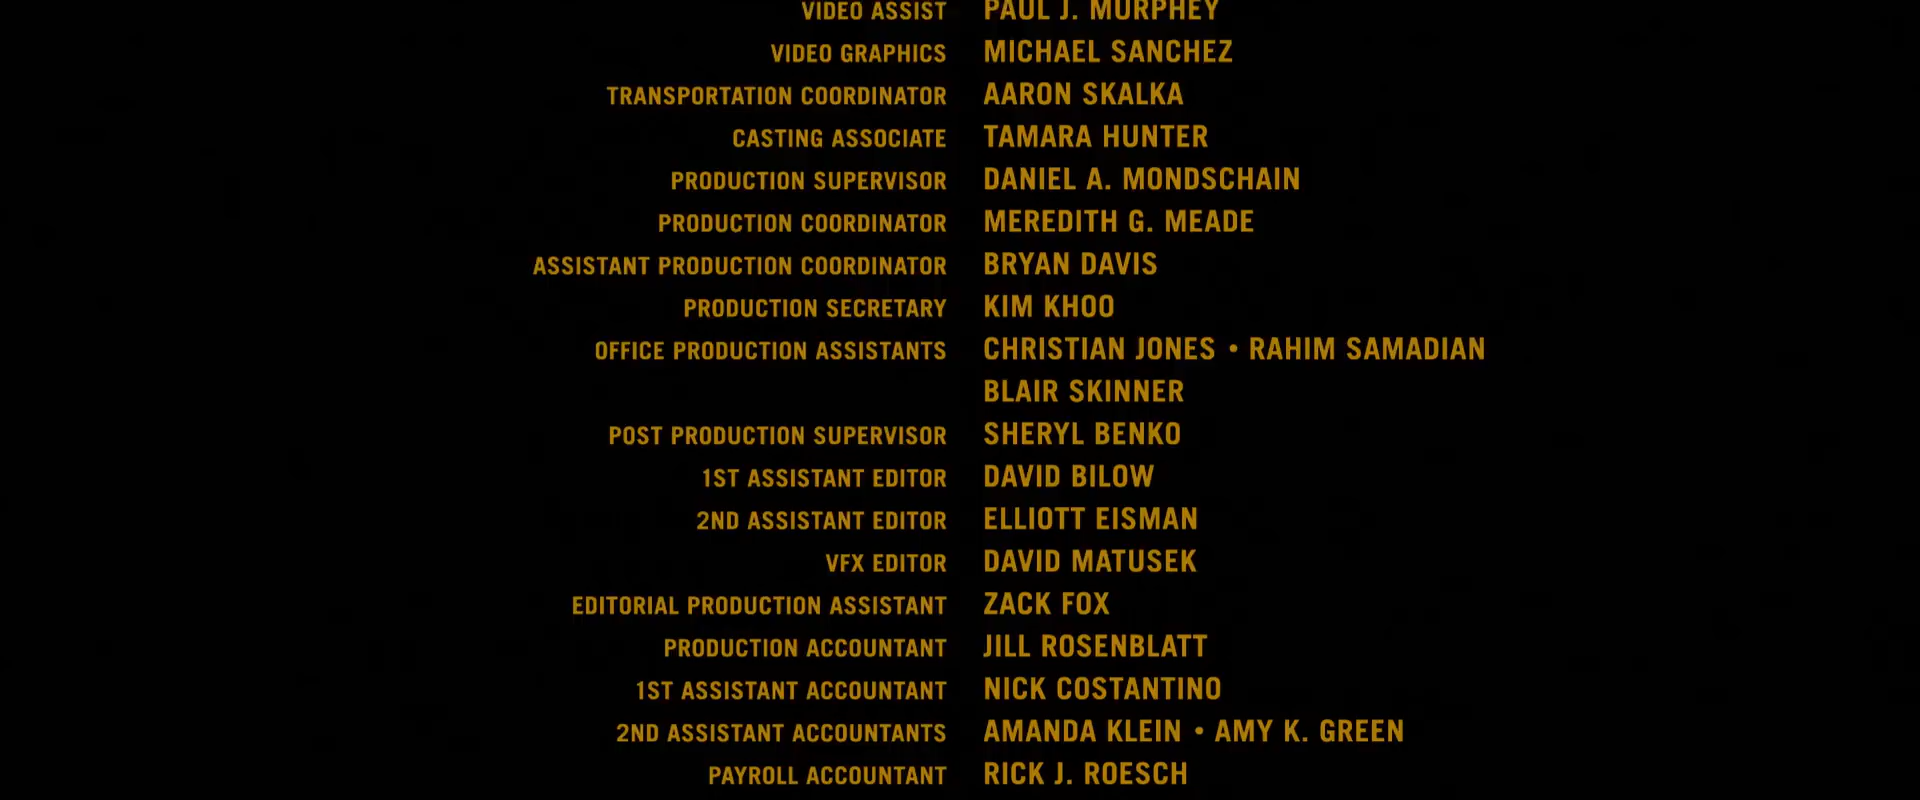 VIDEO ASSIST PAUL J. MURPHEY
VIDEO GRAPHICS MICHAEL SANCHEZ
TRANSPORTATION COORDINATOR AARON SKALKA
CASTING ASSOCIATE TAMARA HUNTER
PRODUCTION SUPERVISOR DANIEL A. MONDSCHAIN
PRODUCTION COORDINATOR MEREDITH G. MEADE
ASSISTANT PRODUCTION COORDINATOR BRYAN DAVIS
PRODUCTION SECRETARY KIM KHOO
OFFICE PRODUCTION ASSISTANTS CHRISTIAN JONES • RAHIM SAMADIAN
BLAIR SKINNER
POST PRODUCTION SUPERVISOR SHERYL BENKO
1ST ASSISTANT EDITOR DAVID BILOW
2ND ASSISTANT EDITOR ELLIOTT EISMAN
VFX EDITOR DAVID MATUSEK
EDITORIAL PRODUCTION ASSISTANT ZACK FOX
PRODUCTION ACCOUNTANT JILL ROSENBLATT
1ST ASSISTANT ACCOUNTANT NICK COSTANTINO
2ND ASSISTANT ACCOUNTANTS AMANDA KLEIN • AMY K. GREEN
PAYROLL ACCOUNTANT RICK J. ROESCH